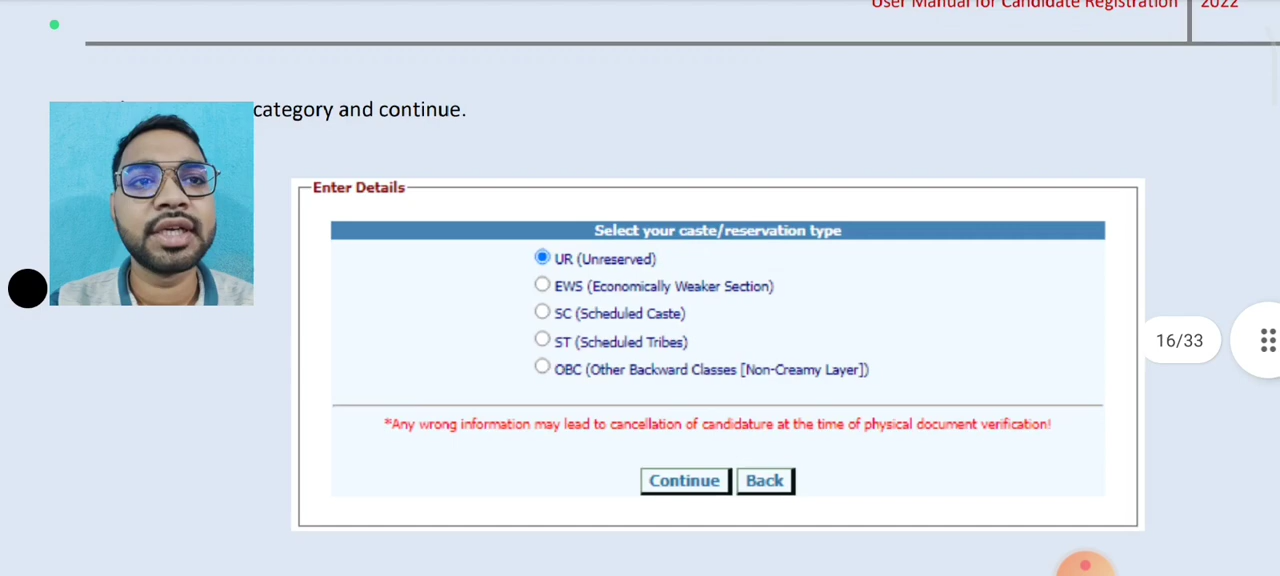 User Manual for Candidate Registration 2022
category and continue.
Enter Details
Select your caste/reservation type
UR (Unreserved)
EWS (Economically Weaker Section)
SC (Scheduled Caste)
ST (Scheduled Tribes)
OBC (Other Backward Classes [Non-Creamy Layer])
16/33
*Any wrong information may lead to cancellation of candidature at the time of physical document verification!
Continue Back